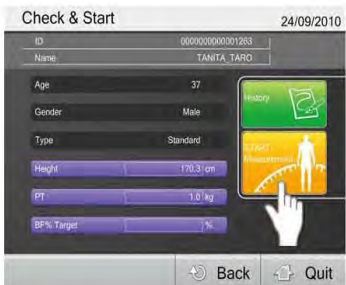 Check & Start 24/09/2010
ID 0000000000001263
Name TANITA_TARO
Age 37
Gender Male
Type Standard
Height 170.3 cm
PT 1.0 kg
BF% Target %
History
START
Measurement
Back Quit